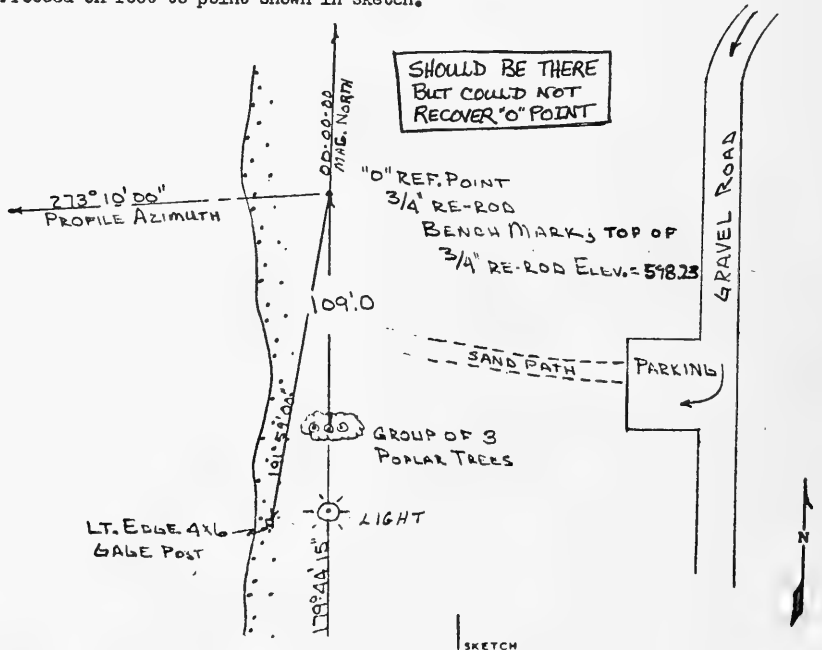 on foot to point shown in sketch.
SHOULD BE THERE
BUT COULD NOT
RECOVER "O" POINT
00-00-00
MAG. NORTH
273° 10' 00"
PROFILE AZIMUTH
"O" REF. POINT
3/4" RE-ROD
BENCH MARK; TOP OF
3/4" RE-ROD ELEV. = 598.23
GRAVEL ROAD
109'.0
SAND PATH
PARKING
GROUP OF 3
POPLAR TREES
LT. EDGE 4x6
GAGE POST
LIGHT
179° 44' 15"
N
SKETCH